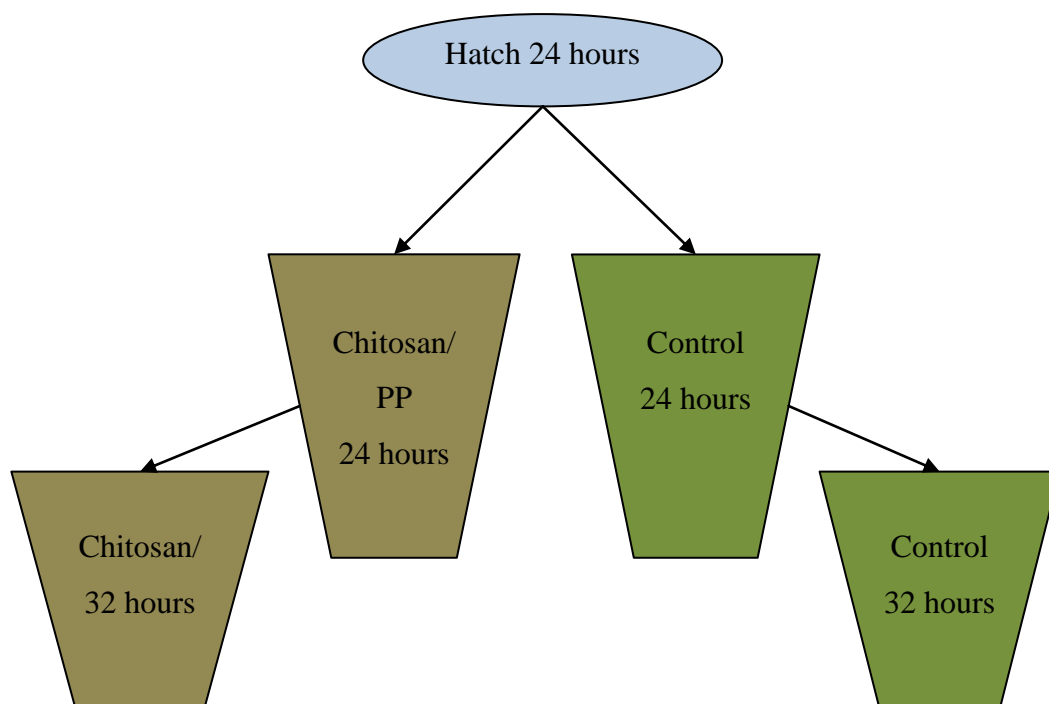 Hatch 24 hours
Chitosan/
PP
24 hours
Control
24 hours
Chitosan/
32 hours
Control
32 hours